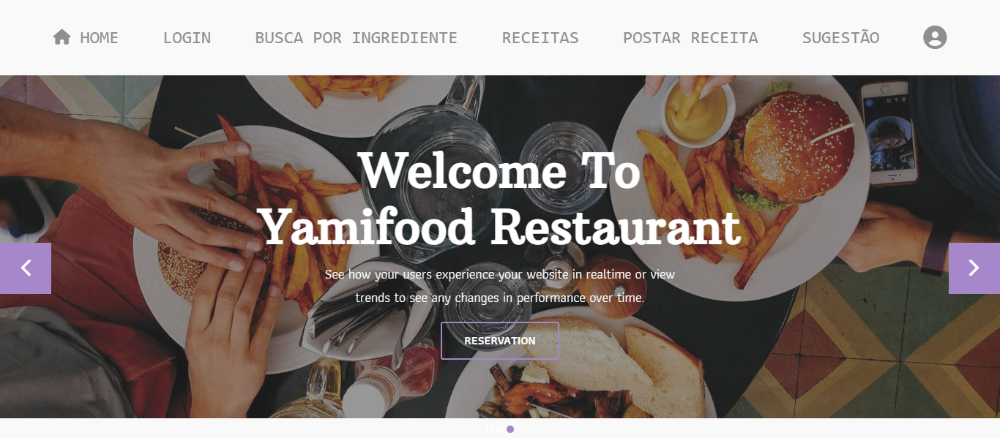 HOME LOGIN BUSCA POR INGREDIENTE RECEITAS POSTAR RECEITA SUGESTÃO
Welcome To
Yamifood Restaurant
See how your users experience your website in realtime or view
trends to see any changes in performance over time.
RESERVATION